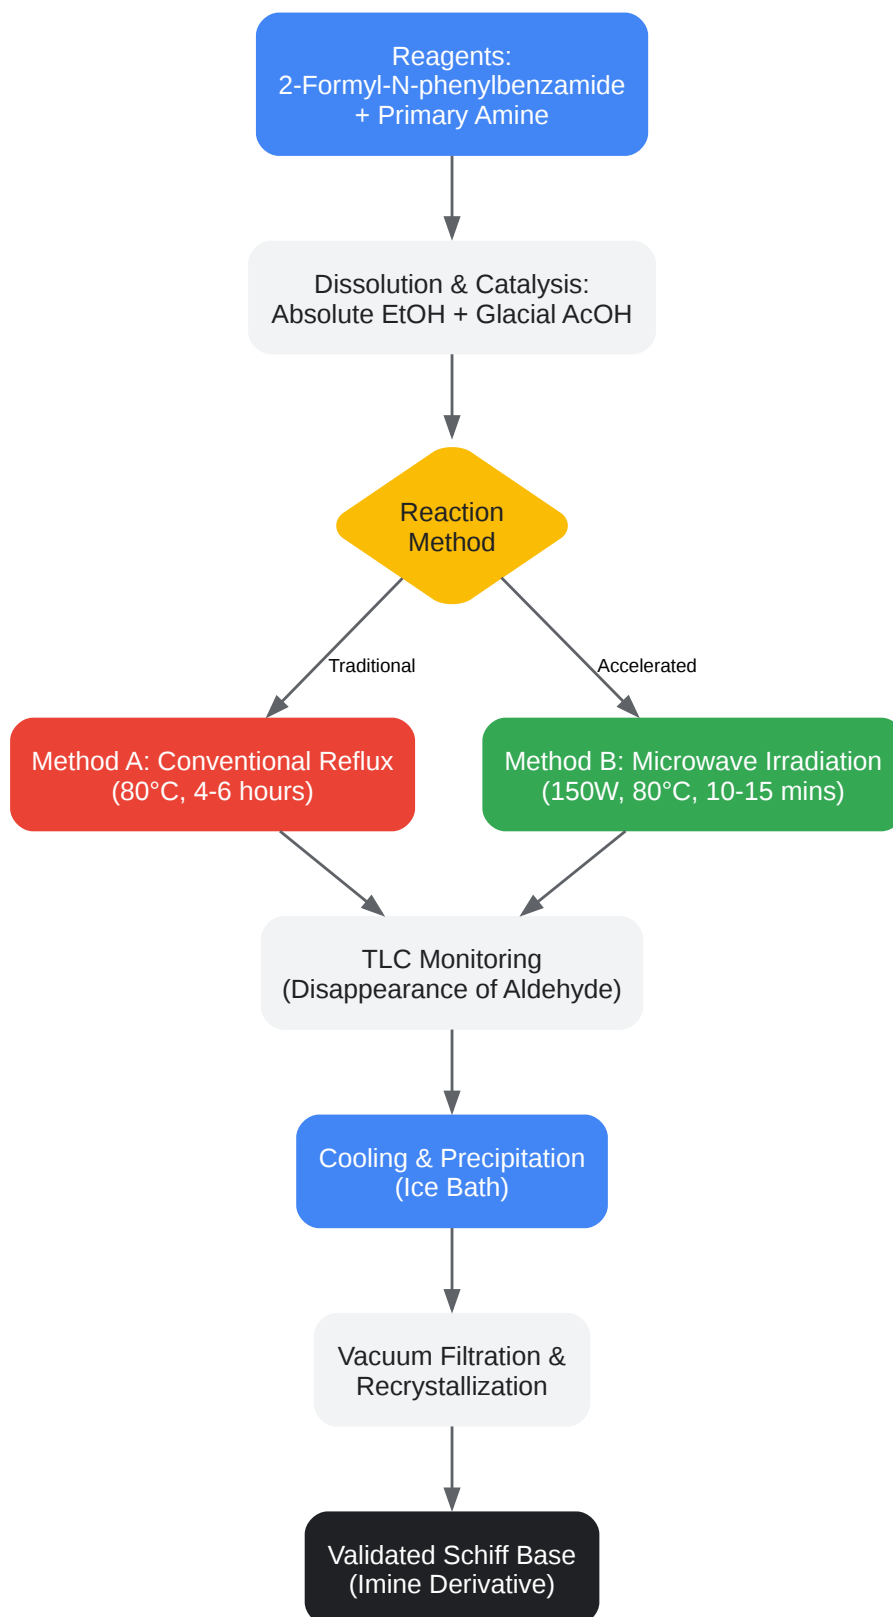 Reagents:
2-Formyl-N-phenylbenzamide
+ Primary Amine
Dissolution & Catalysis:
Absolute EtOH + Glacial AcOH
Reaction
Method
Traditional
Accelerated
Method A: Conventional Reflux
(80°C, 4-6 hours)
Method B: Microwave Irradiation
(150W, 80°C, 10-15 mins)
TLC Monitoring
(Disappearance of Aldehyde)
Cooling & Precipitation
(Ice Bath)
Vacuum Filtration &
Recrystallization
Validated Schiff Base
(Imine Derivative)